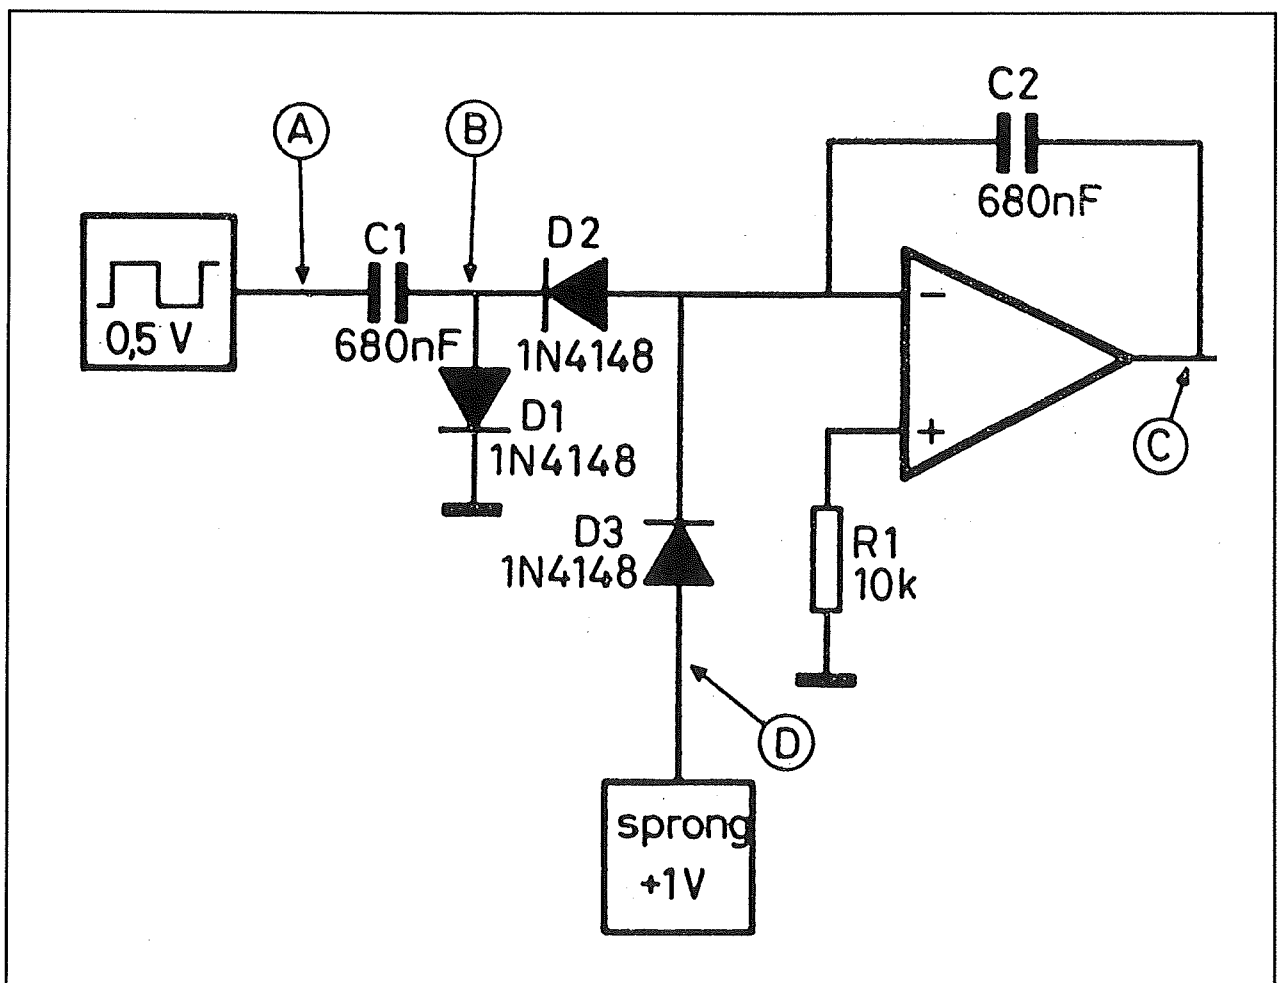 C2
A
B
680nF
D2
C1
−
0,5 V
680nF
1N4148
D1
1N4148
+
C
D3
1N4148
R1
10k
D
sprong
+1V